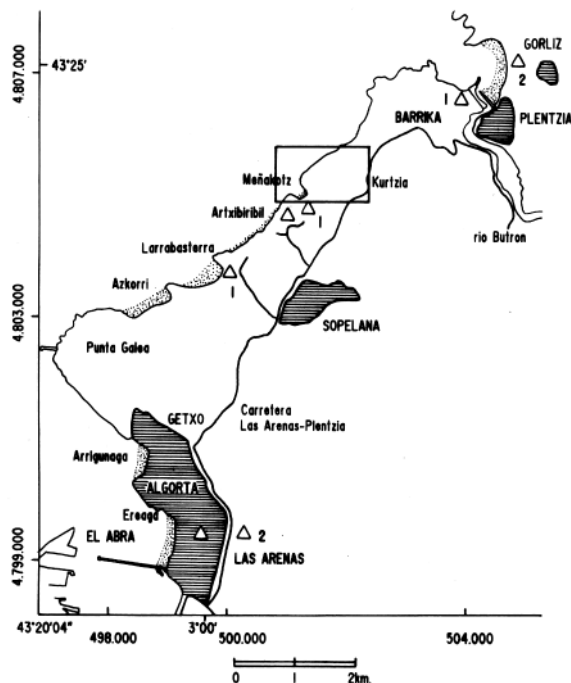 GORLIZ
43°25'
4.807.000
2
1
PLENTZIA
BARRIKA
Meñakotz
Kurtzia
Artxibiribil
1
rio Butron
Larrabasterra
Azkorri
1
4.803.000
SOPELANA
Punta Galea
GETXO
Carretera
Las Arenas-Plentzia
Arrigunaga
ALGORTA
Ereaga
EL ABRA
2
LAS ARENAS
4.799.000
43°20'04"
3°00'
498.000
500.000
504.000
0 1 2km.